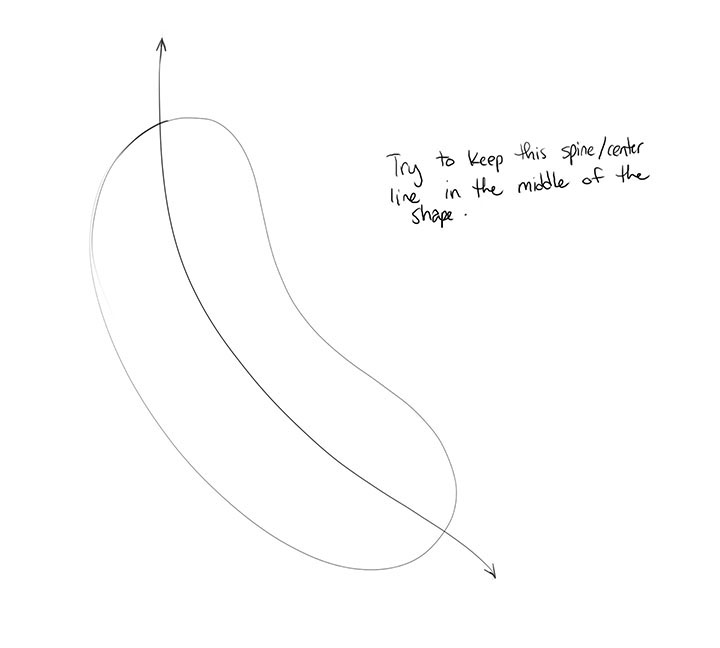 Try to keep this spine/center
line in the middle of the
shape.